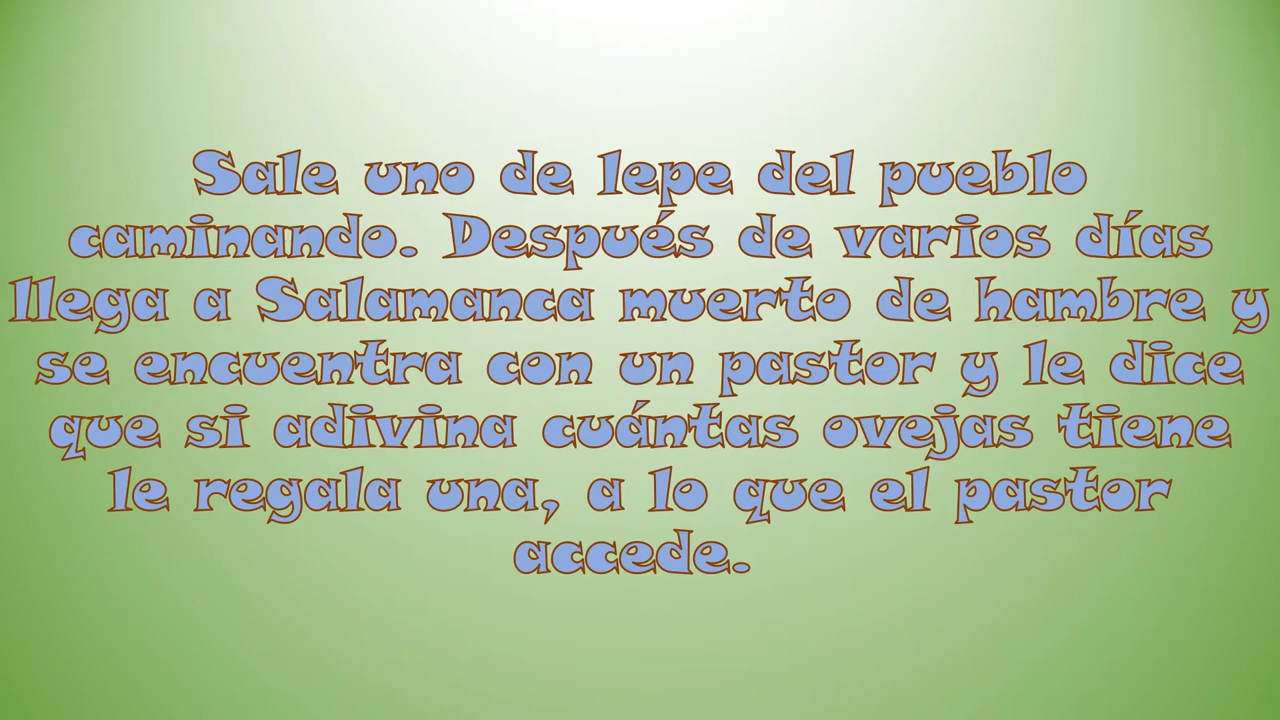 Sale uno de lepe del pueblo
caminando. Después de varios días
llega a Salamanca muerto de hambre y
se encuentra con un pastor y le dice
que si adivina cuántas ovejas tiene
le regala una, a lo que el pastor
accede.